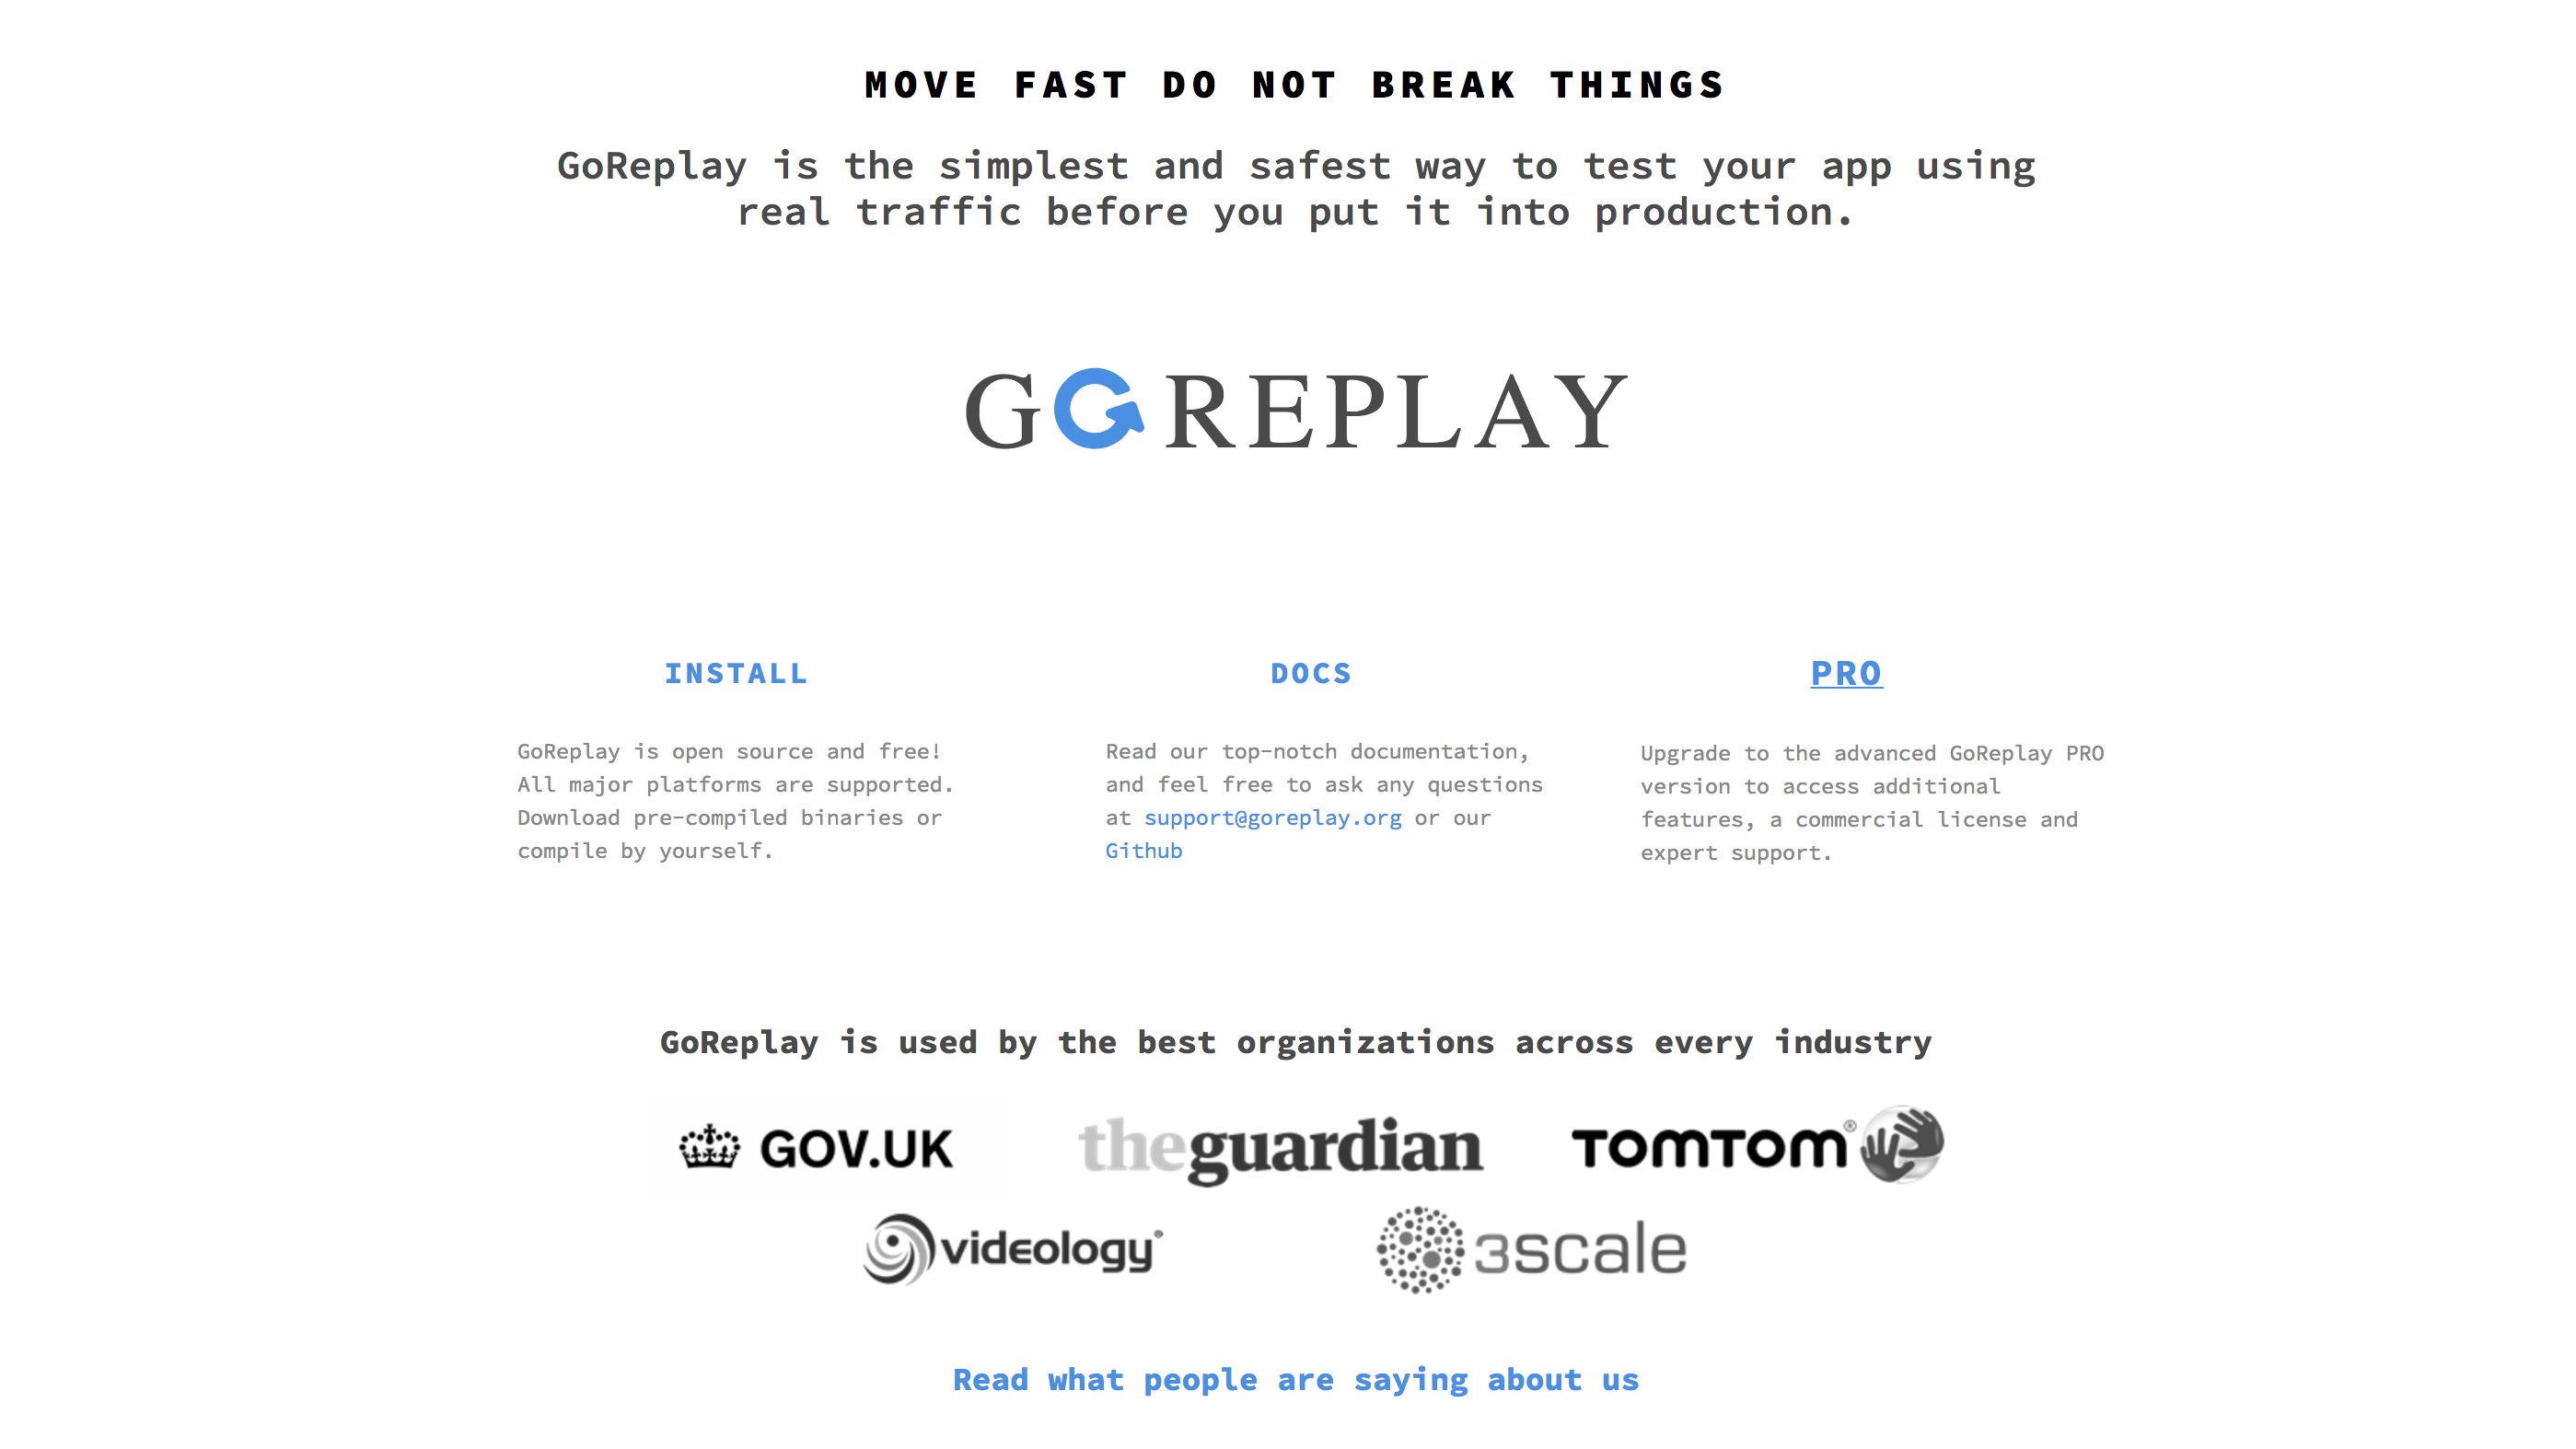 MOVE FAST DO NOT BREAK THINGS
GoReplay is the simplest and safest way to test your app using
real traffic before you put it into production.
GOREPLAY
INSTALL
GoReplay is open source and free!
All major platforms are supported.
Download pre-compiled binaries or
compile by yourself.
DOCS
Read our top-notch documentation,
and feel free to ask any questions
at support@goreplay.org or our
Github
PRO
Upgrade to the advanced GoReplay PRO
version to access additional
features, a commercial license and
expert support.
GoReplay is used by the best organizations across every industry
GOV.UK
theguardian
TOMTOM®
videology
3scale
Read what people are saying about us